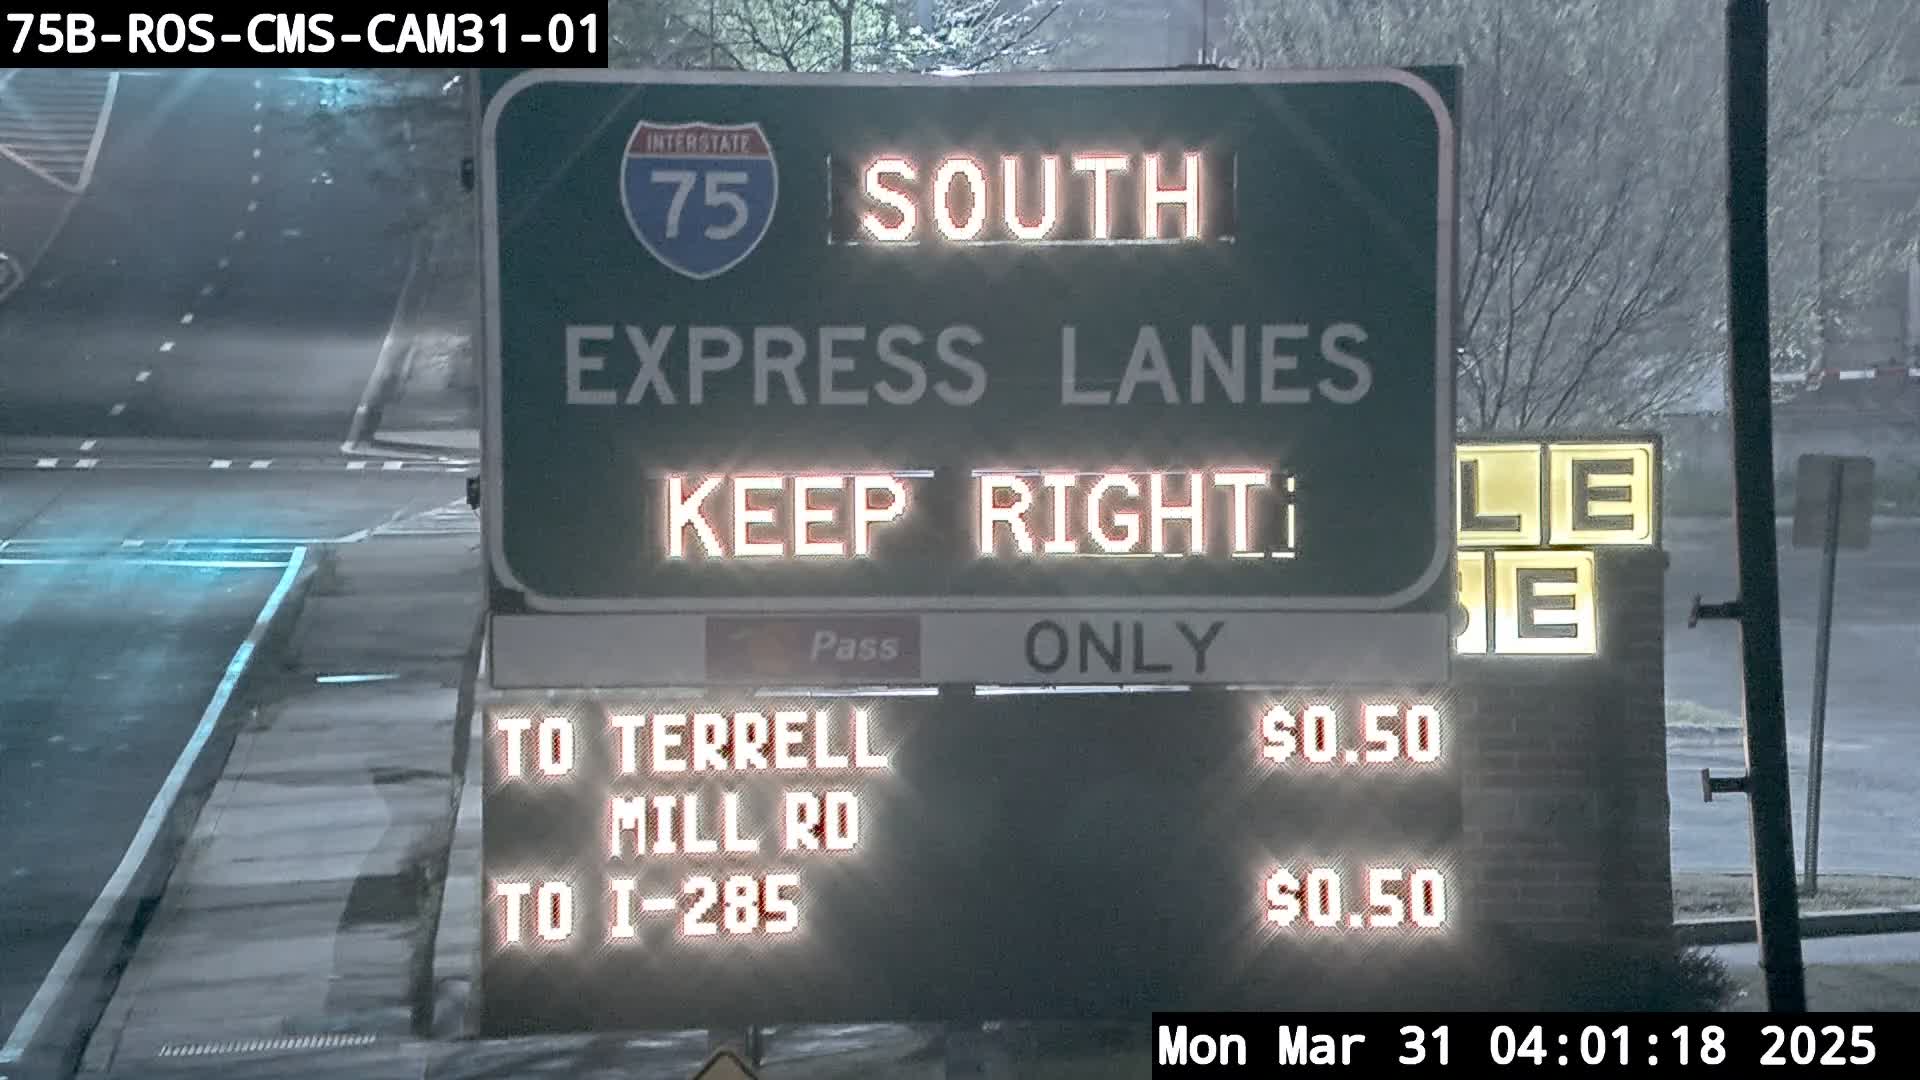 75B-ROS-CMS-CAM31-01
INTERSTATE
75
SOUTH
EXPRESS LANES
KEEP RIGHT
Pass ONLY
TO TERRELL $0.50
MILL RD
TO I-285 $0.50
LE
E
Mon Mar 31 04:01:18 2025